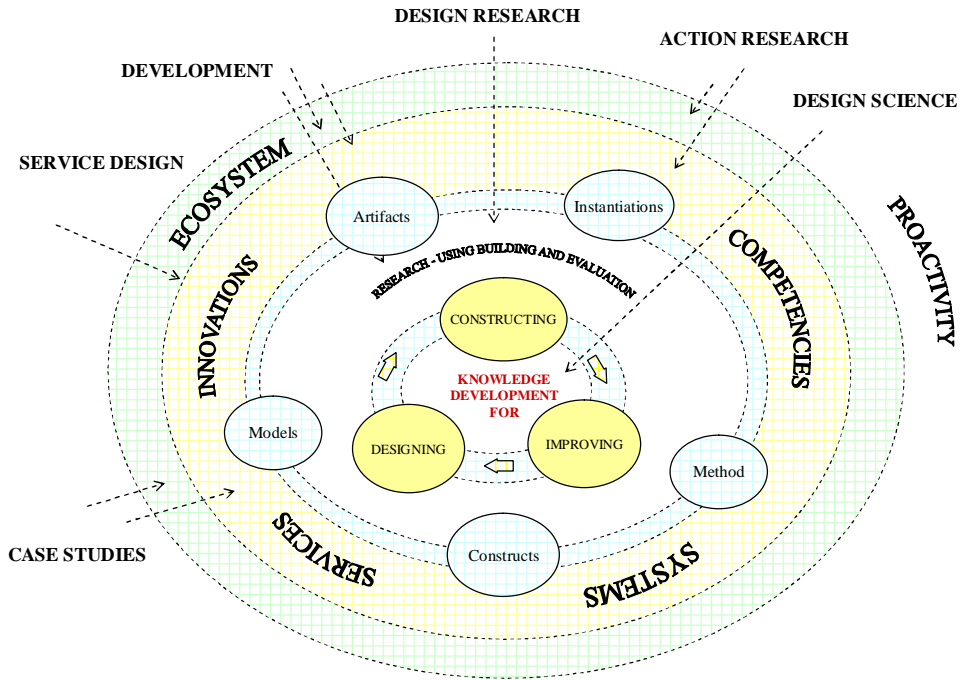 DESIGN RESEARCH
ACTION RESEARCH
DEVELOPMENT
DESIGN SCIENCE
SERVICE DESIGN
ECOSYSTEM
PROACTIVITY
Artifacts
Instantiations
INNOVATIONS
COMPETENCIES
RESEARCH - USING BUILDING AND EVALUATION
CONSTRUCTING
KNOWLEDGE
DEVELOPMENT
FOR
Models
DESIGNING
IMPROVING
Method
CASE STUDIES
SERVICES
Constructs
SYSTEMS